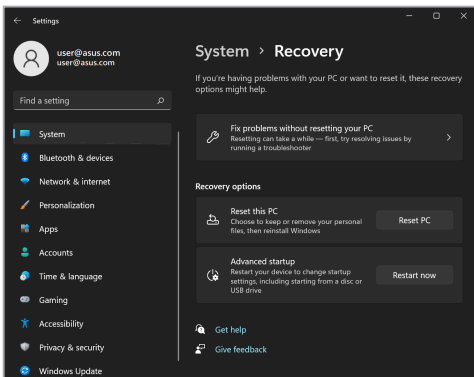 Settings
user@asus.com
user@asus.com
Find a setting
System
Bluetooth & devices
Network & internet
Personalization
Apps
Accounts
Time & language
Gaming
Accessibility
Privacy & security
Windows Update
System > Recovery
If you're having problems with your PC or want to reset it, these recovery
options might help.
Fix problems without resetting your PC
Resetting can take a while — first, try resolving issues by
running a troubleshooter
Recovery options
Reset this PC
Choose to keep or remove your personal
files, then reinstall Windows
Reset PC
Advanced startup
Restart your device to change startup
settings, including starting from a disc or
USB drive
Restart now
Get help
Give feedback